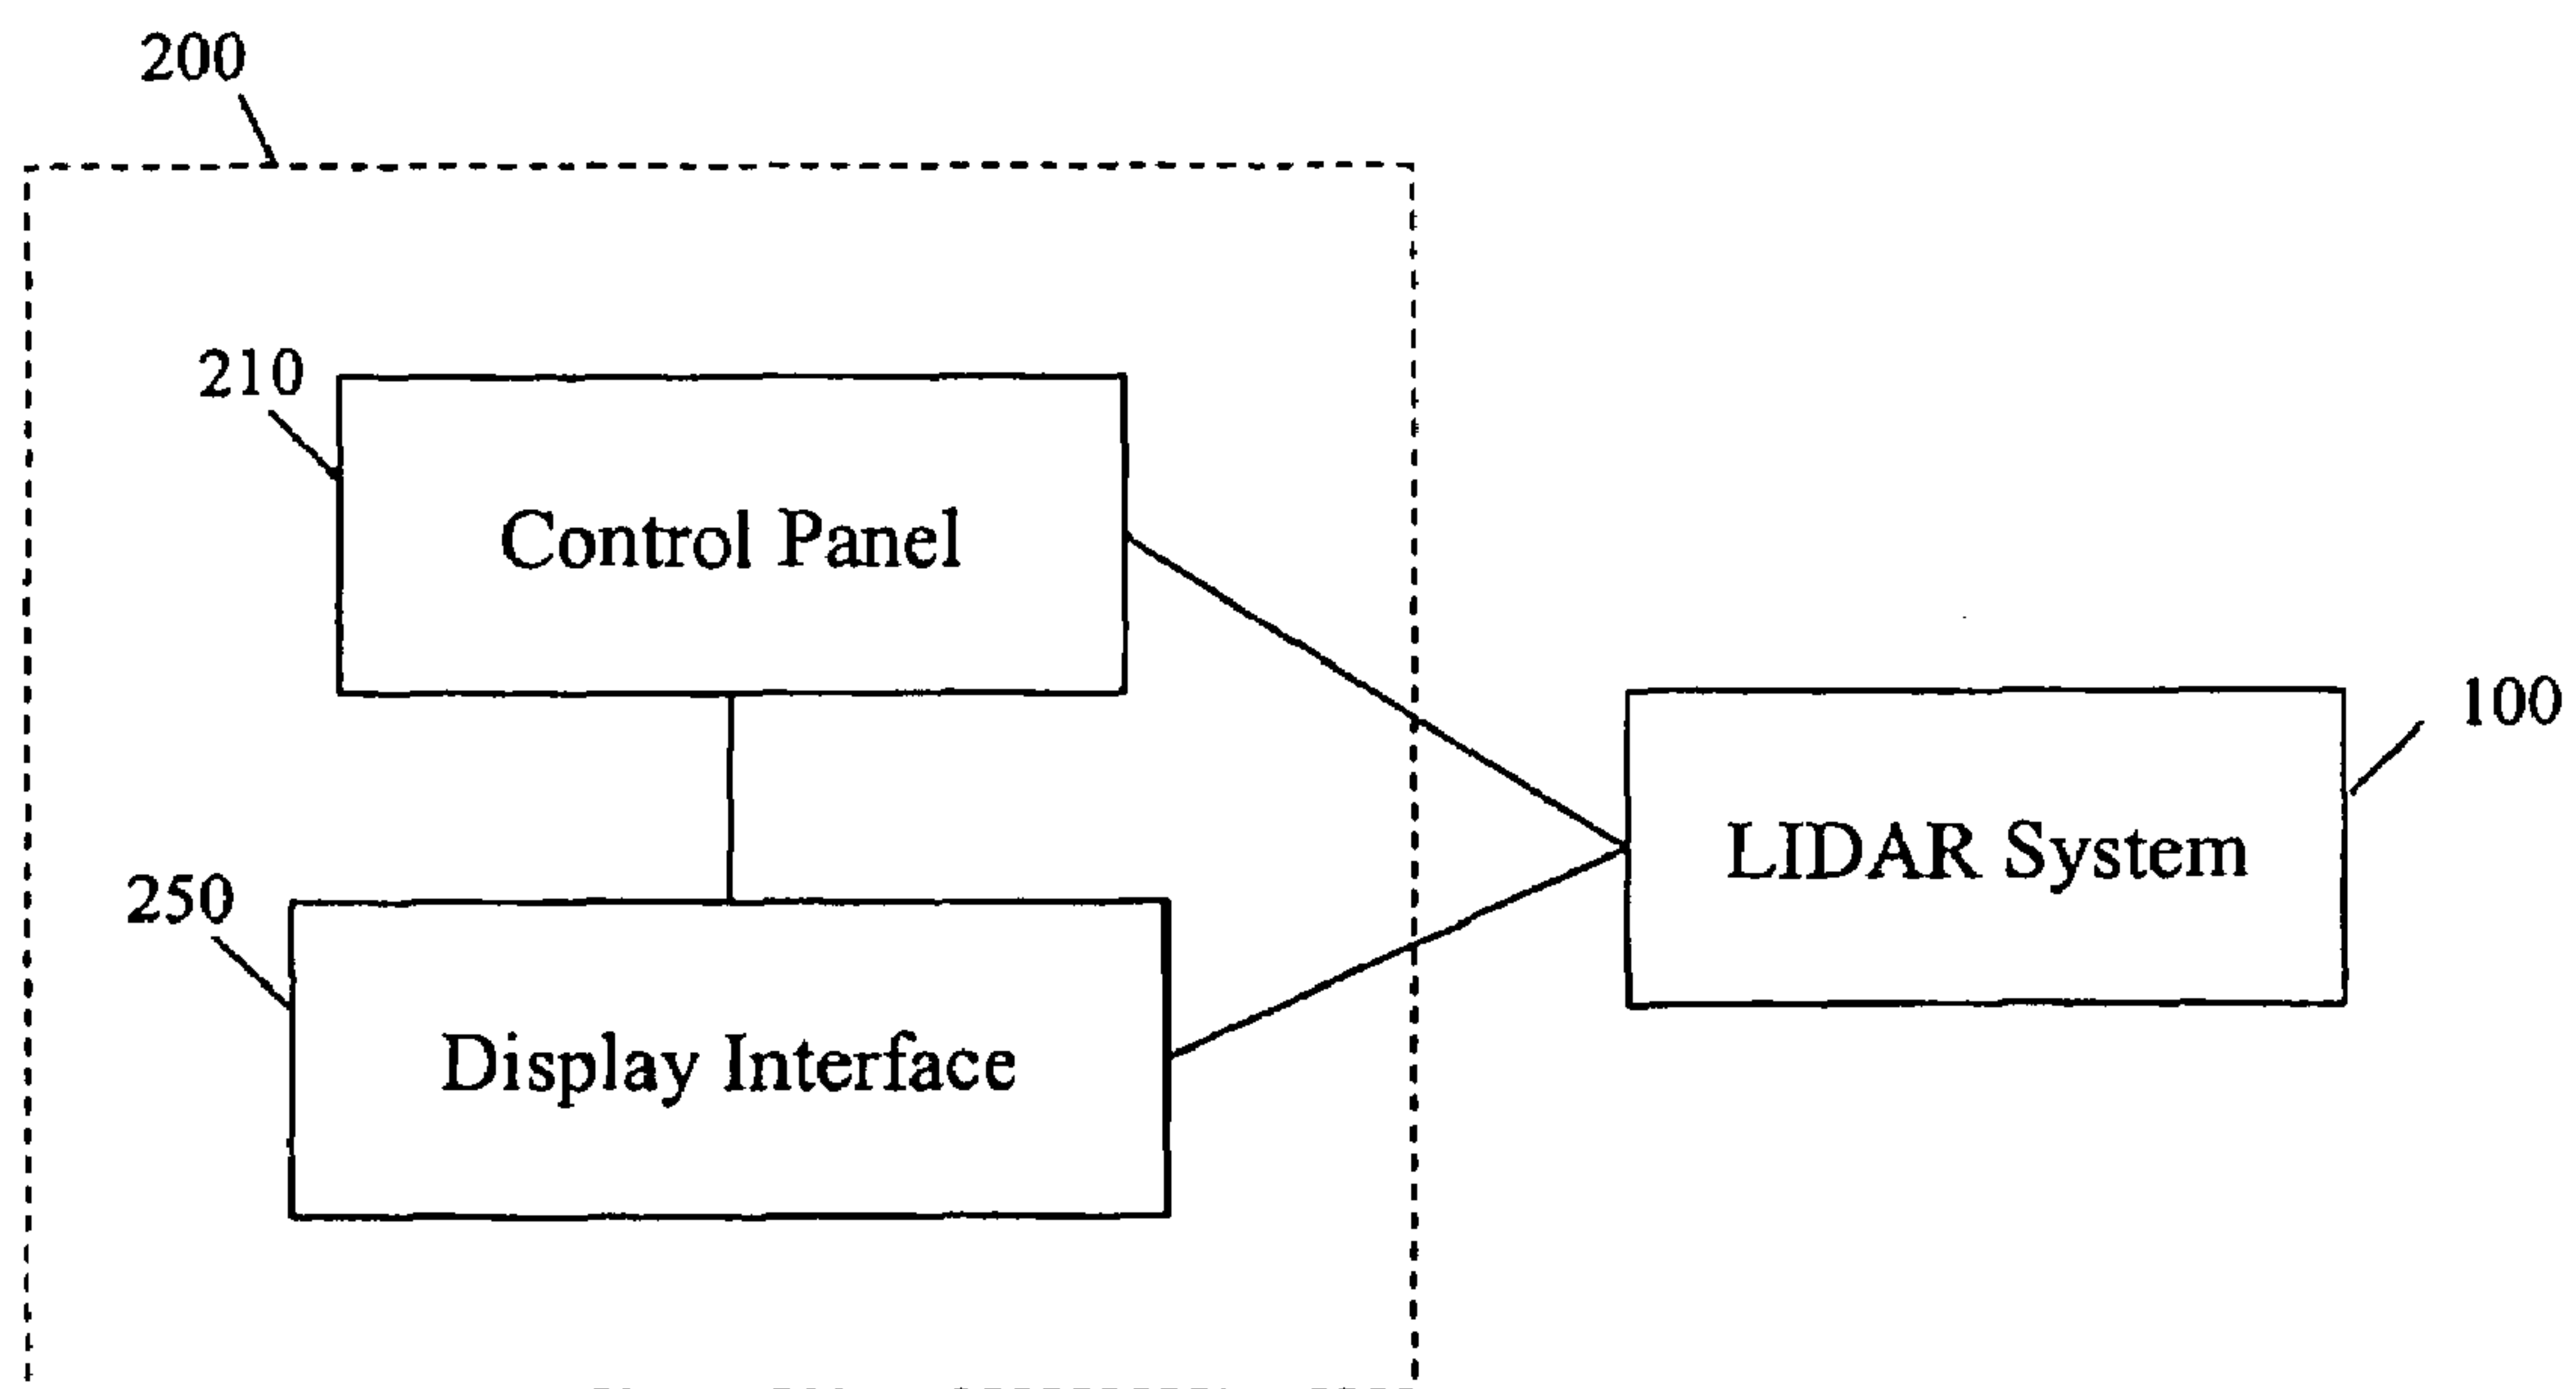 200
210
Control Panel
100
LIDAR System
250
Display Interface